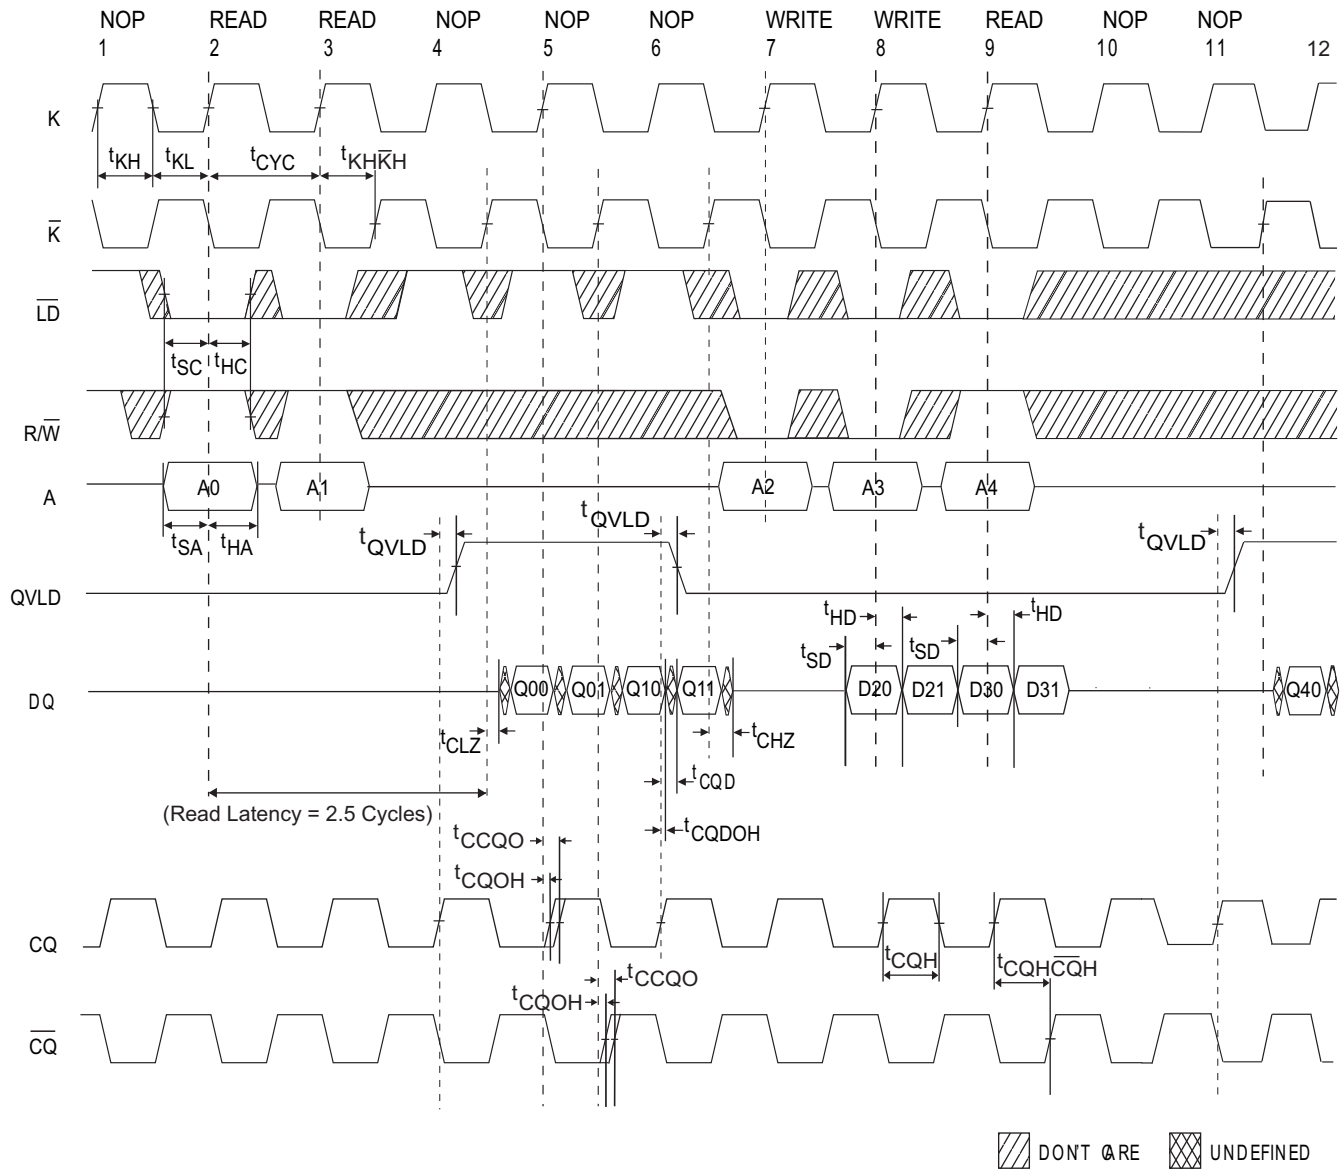 NOP READ READ NOP NOP NOP WRITE WRITE READ NOP NOP
1 2 3 4 5 6 7 8 9 10 11 12
K
tKH tKL tCYC tKHK̅H
K̅
L̅D̅
tSC tHC
R/W̅
A A0 A1 A2 A3 A4
tSA tHA tQVLD tQVLD tQVLD
QVLD
tHD tHD
tSD tSD
DQ Q00 Q01 Q10 Q11 D20 D21 D30 D31 Q40
tCLZ tCHZ
tCQD
(Read Latency = 2.5 Cycles)
tCQDOH
tCCQO
tCQOH
CQ
tCQH tCQHC̅Q̅H
tCCQO
tCQOH
C̅Q̅
DON'T CARE UNDEFINED